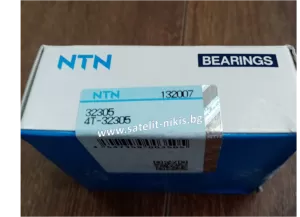 NTN BEARINGS
NTN 132007
32305
4T-32305
www.satelit-nikis.bg